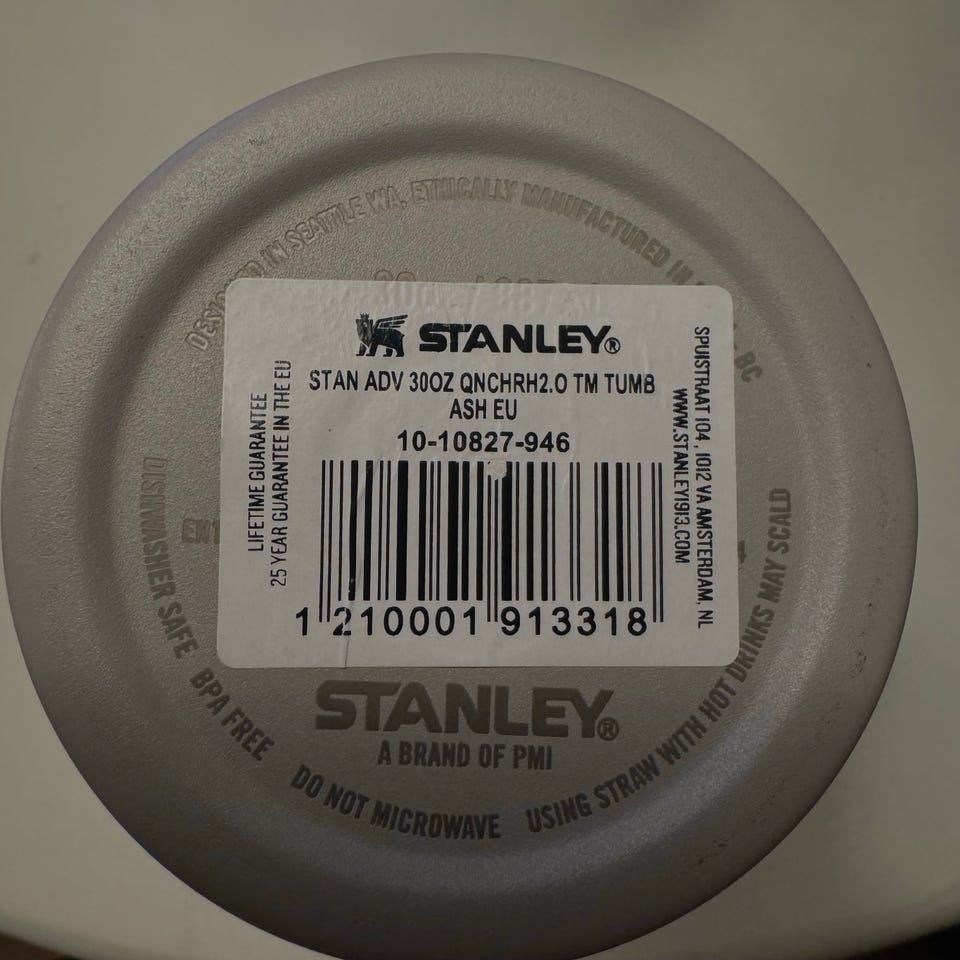 DESIGNED IN SEATTLE WA, ETHICALLY MANUFACTURED IN
BC
STANLEY®
STAN ADV 30OZ QNCHRH2.O TM TUMB
ASH EU
10-10827-946
1 210001 913318
LIFETIME GUARANTEE
25 YEAR GUARANTEE IN THE EU
SPUISTRAAT 104, 1012 VA AMSTERDAM, NL
WWW.STANLEY1913.COM
STANLEY®
A BRAND OF PMI
DISHWASHER SAFE BPA FREE DO NOT MICROWAVE USING STRAW WITH HOT DRINKS MAY SCALD